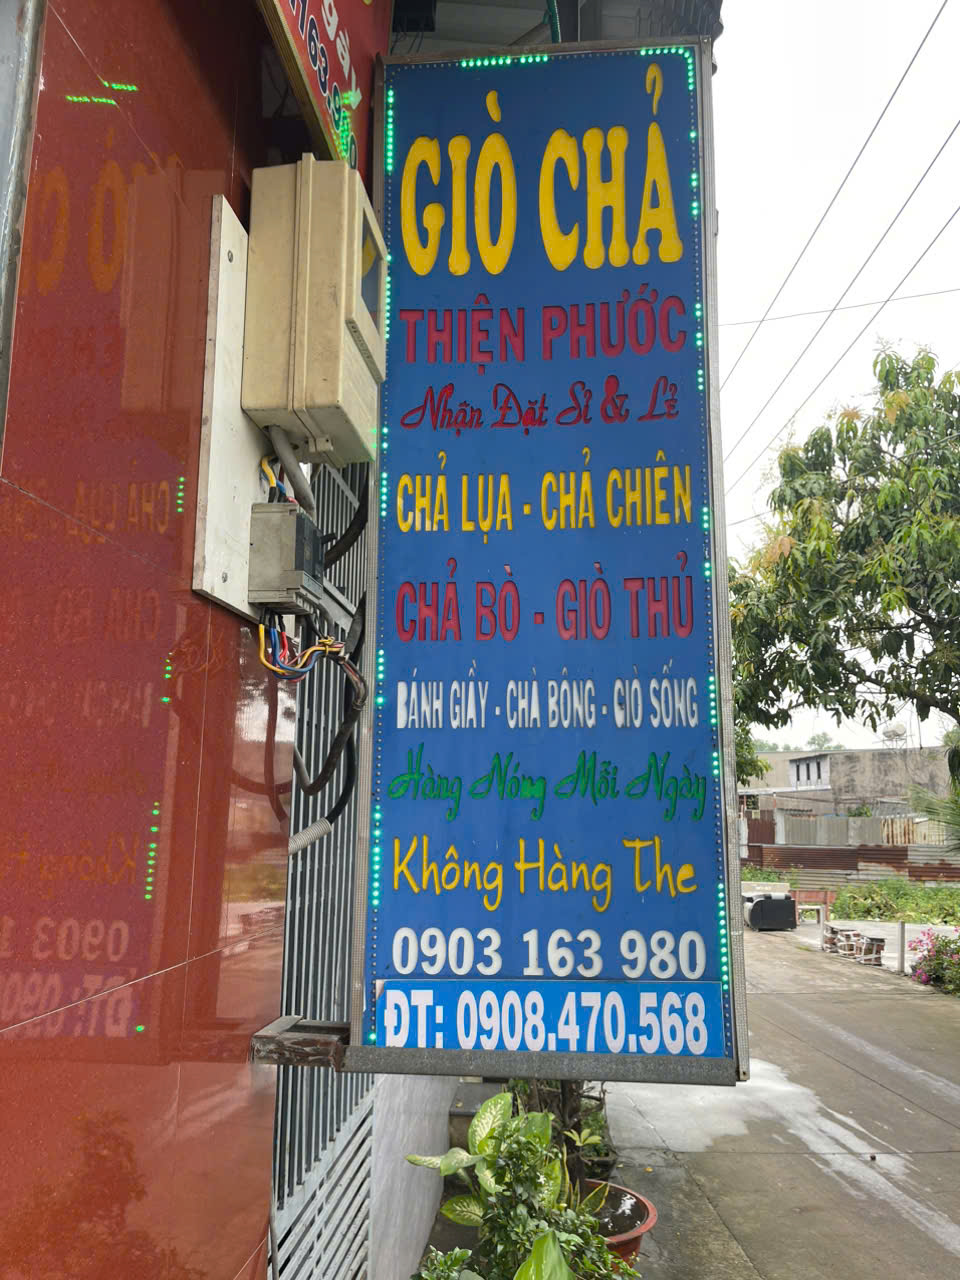 GIÒ CHẢ
THIỆN PHƯỚC
Nhận Đặt Sỉ & Lẻ
CHẢ LỤA - CHẢ CHIÊN
CHẢ BÒ - GIÒ THỦ
BÁNH GIẦY - CHÀ BÔNG - GIÒ SỐNG
Hàng Nóng Mỗi Ngày
Không Hàng The
0903 163 980
ĐT: 0908.470.568